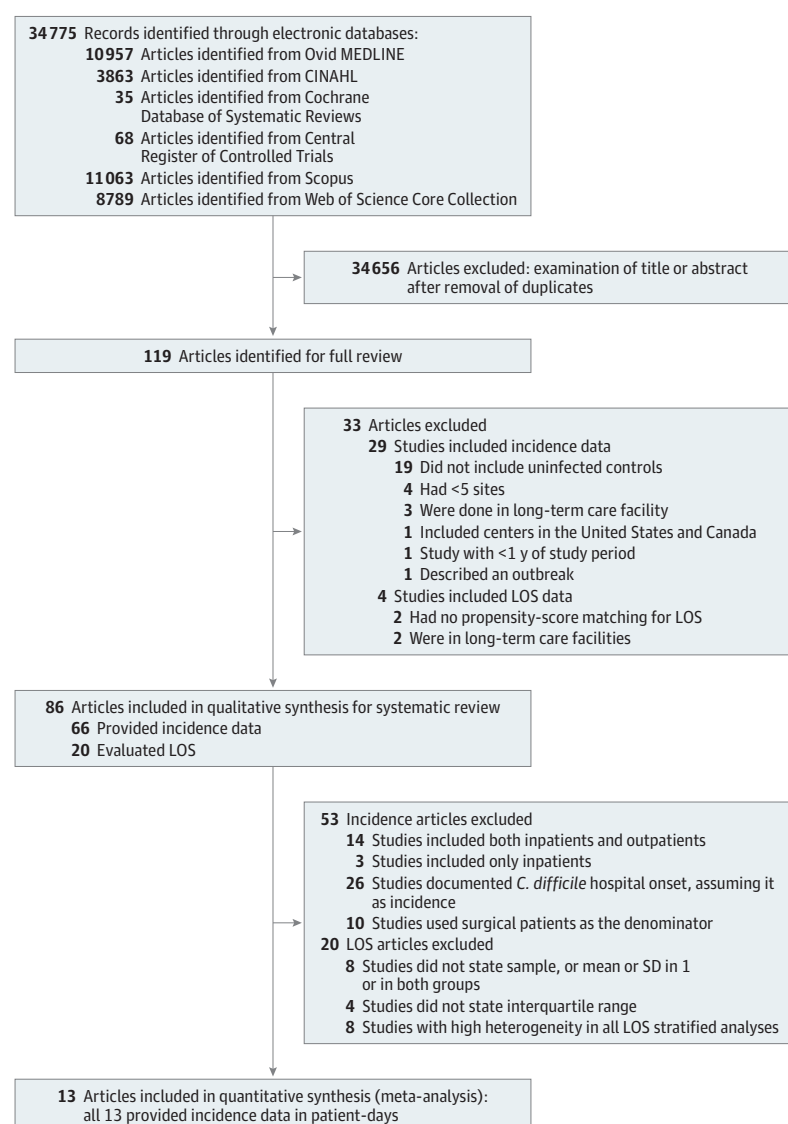 34 775 Records identified through electronic databases:
10 957 Articles identified from Ovid MEDLINE
3863 Articles identified from CINAHL
35 Articles identified from Cochrane
Database of Systematic Reviews
68 Articles identified from Central
Register of Controlled Trials
11 063 Articles identified from Scopus
8789 Articles identified from Web of Science Core Collection
34 656 Articles excluded: examination of title or abstract
after removal of duplicates
119 Articles identified for full review
33 Articles excluded
29 Studies included incidence data
19 Did not include uninfected controls
4 Had <5 sites
3 Were done in long-term care facility
1 Included centers in the United States and Canada
1 Study with <1 y of study period
1 Described an outbreak
4 Studies included LOS data
2 Had no propensity-score matching for LOS
2 Were in long-term care facilities
86 Articles included in qualitative synthesis for systematic review
66 Provided incidence data
20 Evaluated LOS
53 Incidence articles excluded
14 Studies included both inpatients and outpatients
3 Studies included only inpatients
26 Studies documented C. difficile hospital onset, assuming it
as incidence
10 Studies used surgical patients as the denominator
20 LOS articles excluded
8 Studies did not state sample, or mean or SD in 1
or in both groups
4 Studies did not state interquartile range
8 Studies with high heterogeneity in all LOS stratified analyses
13 Articles included in quantitative synthesis (meta-analysis):
all 13 provided incidence data in patient-days